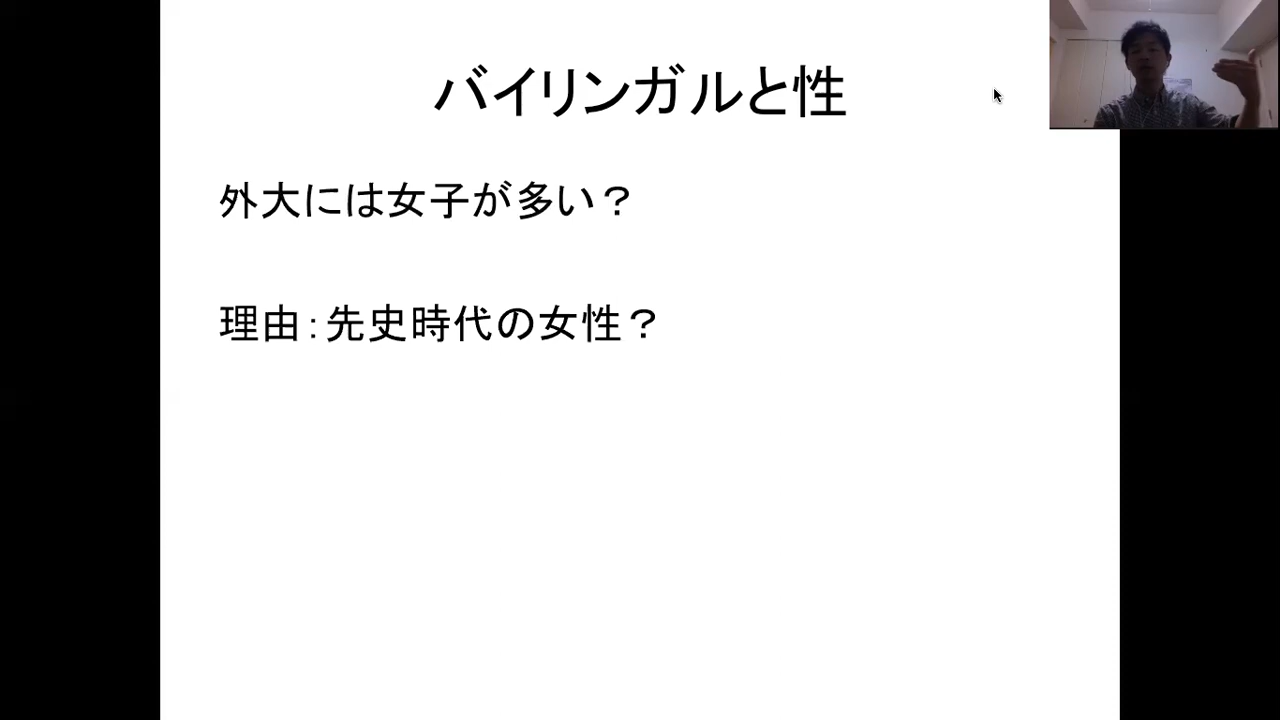 バイリンガルと性
外大には女子が多い？
理由：先史時代の女性？